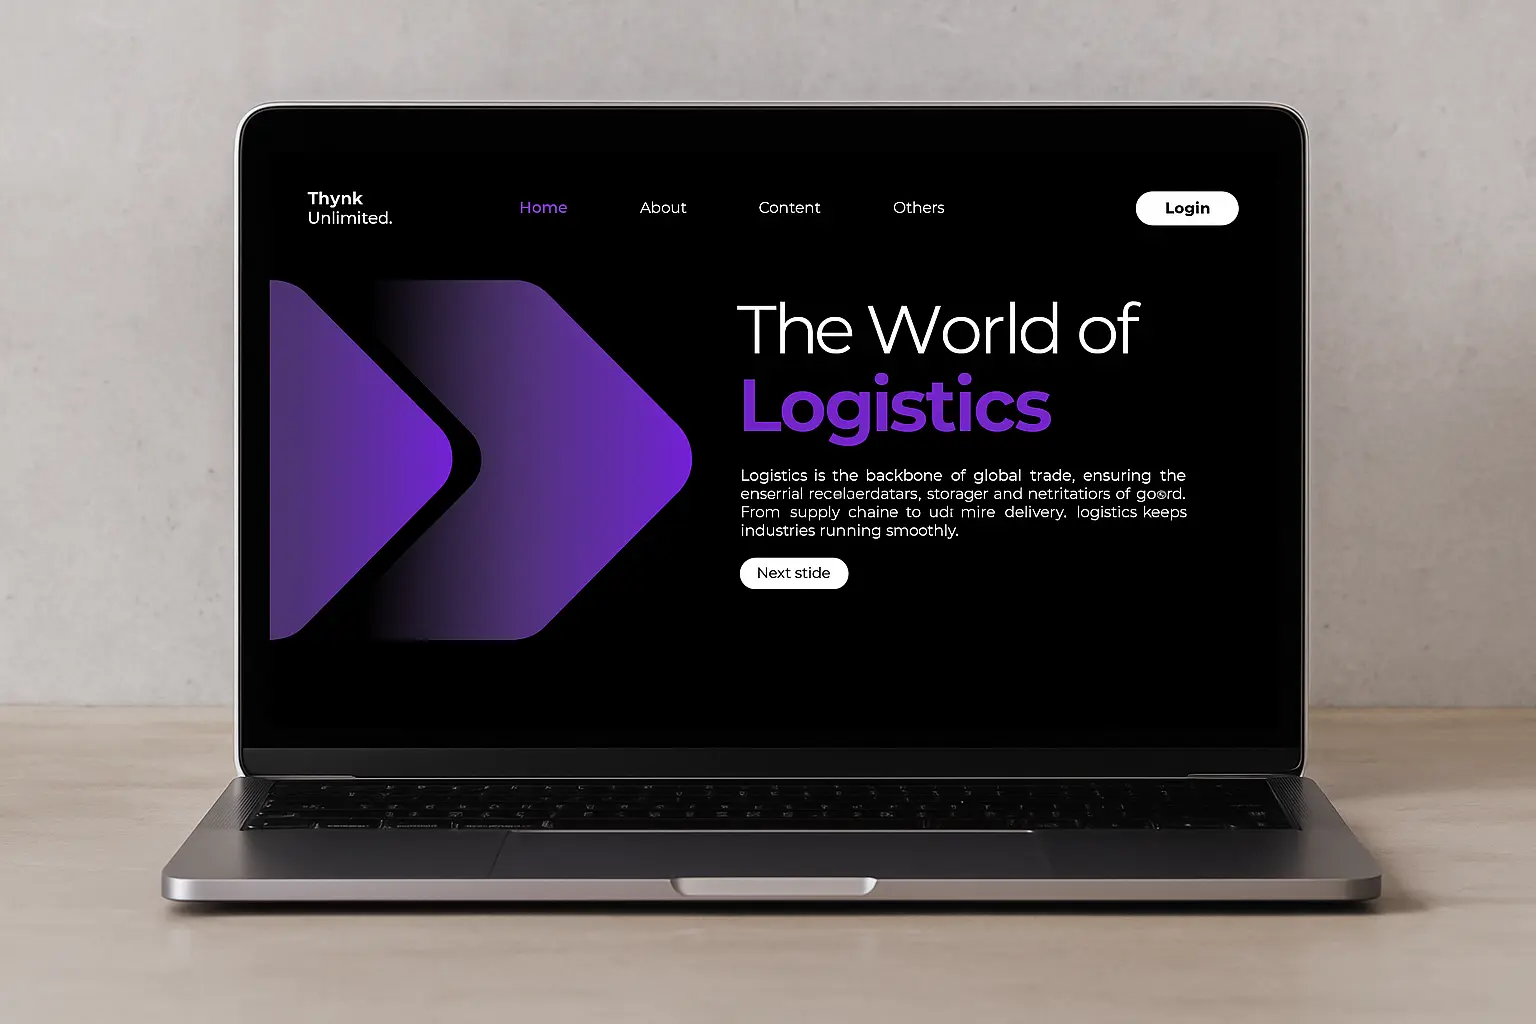 Thynk
Unlimited.
Home
About
Content
Others
Login
The World of
Logistics
Logistics is the backbone of global trade, ensuring the
enserrial recelaerdatars, storager and netritatiors of goord.
From supply chaine to udt mire delivery, logistics keeps
industries running smoothly.
Next stide